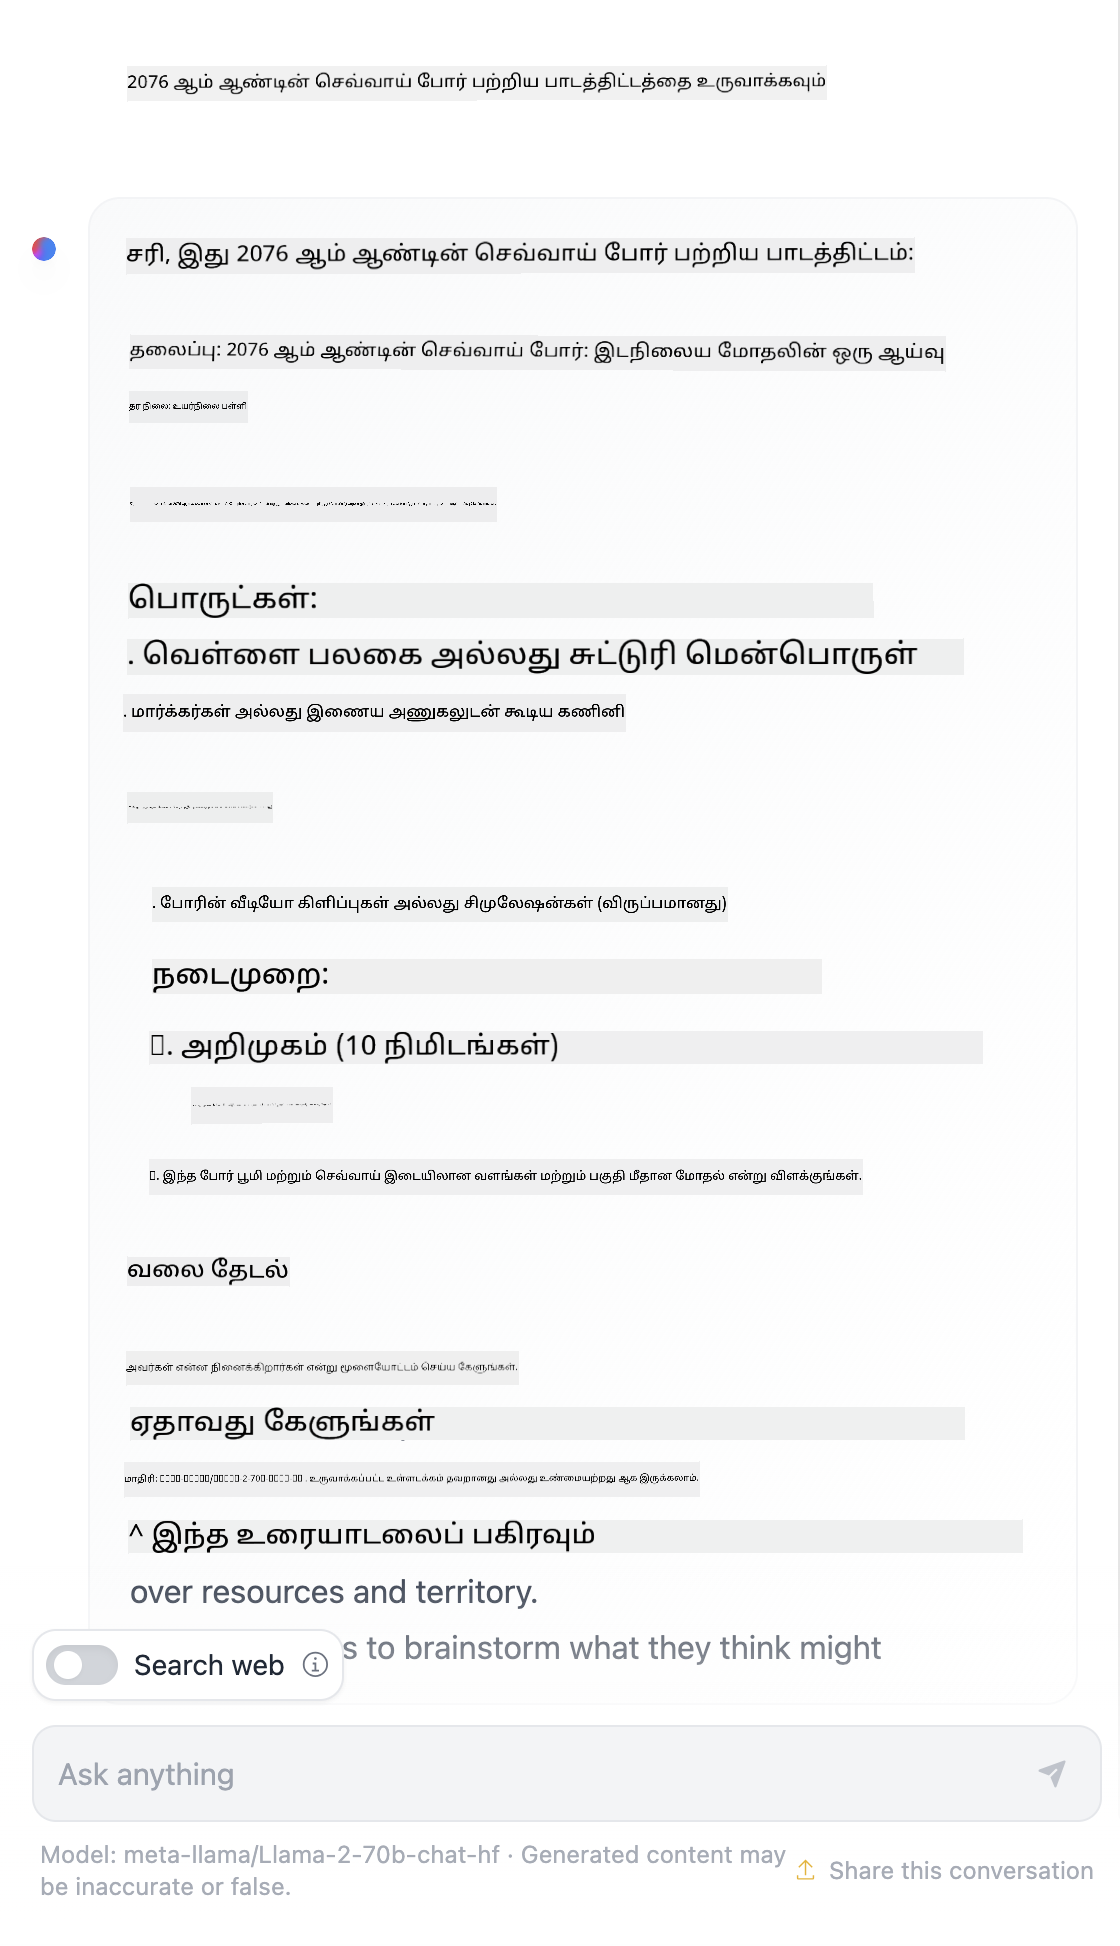 2076 ஆம் ஆண்டின் செவ்வாய் போர் பற்றிய பாடத்திட்டத்தை உருவாக்கவும்
சரி, இது 2076 ஆம் ஆண்டின் செவ்வாய் போர் பற்றிய பாடத்திட்டம்:
தலைப்பு: 2076 ஆம் ஆண்டின் செவ்வாய் போர்: இடநிலைய மோதலின் ஒரு ஆய்வு
தர நிலை: உயர்நிலை பள்ளி
பொருட்கள்:
. வெள்ளை பலகை அல்லது சுட்டுரி மென்பொருள்
. மார்க்கர்கள் அல்லது இணைய அணுகலுடன் கூடிய கணினி
. போரின் வீடியோ கிளிப்புகள் அல்லது சிமுலேஷன்கள் (விருப்பமானது)
நடைமுறை:
. அறிமுகம் (10 நிமிடங்கள்)
. இந்த போர் பூமி மற்றும் செவ்வாய் இடையிலான வளங்கள் மற்றும் பகுதி மீதான மோதல் என்று விளக்குங்கள்.
வலை தேடல்
அவர்கள் என்ன நினைக்கிறார்கள் என்று மூளையோட்டம் செய்ய கேளுங்கள்.
ஏதாவது கேளுங்கள்
மாதிரி: -2-70 . உருவாக்கப்பட்ட உள்ளடக்கம் தவறானது அல்லது உண்மையற்றது ஆக இருக்கலாம்.
^ இந்த உரையாடலைப் பகிரவும்
over resources and territory.
s to brainstorm what they think might
Search web
Ask anything
Model: meta-llama/Llama-2-70b-chat-hf · Generated content may
be inaccurate or false.
Share this conversation